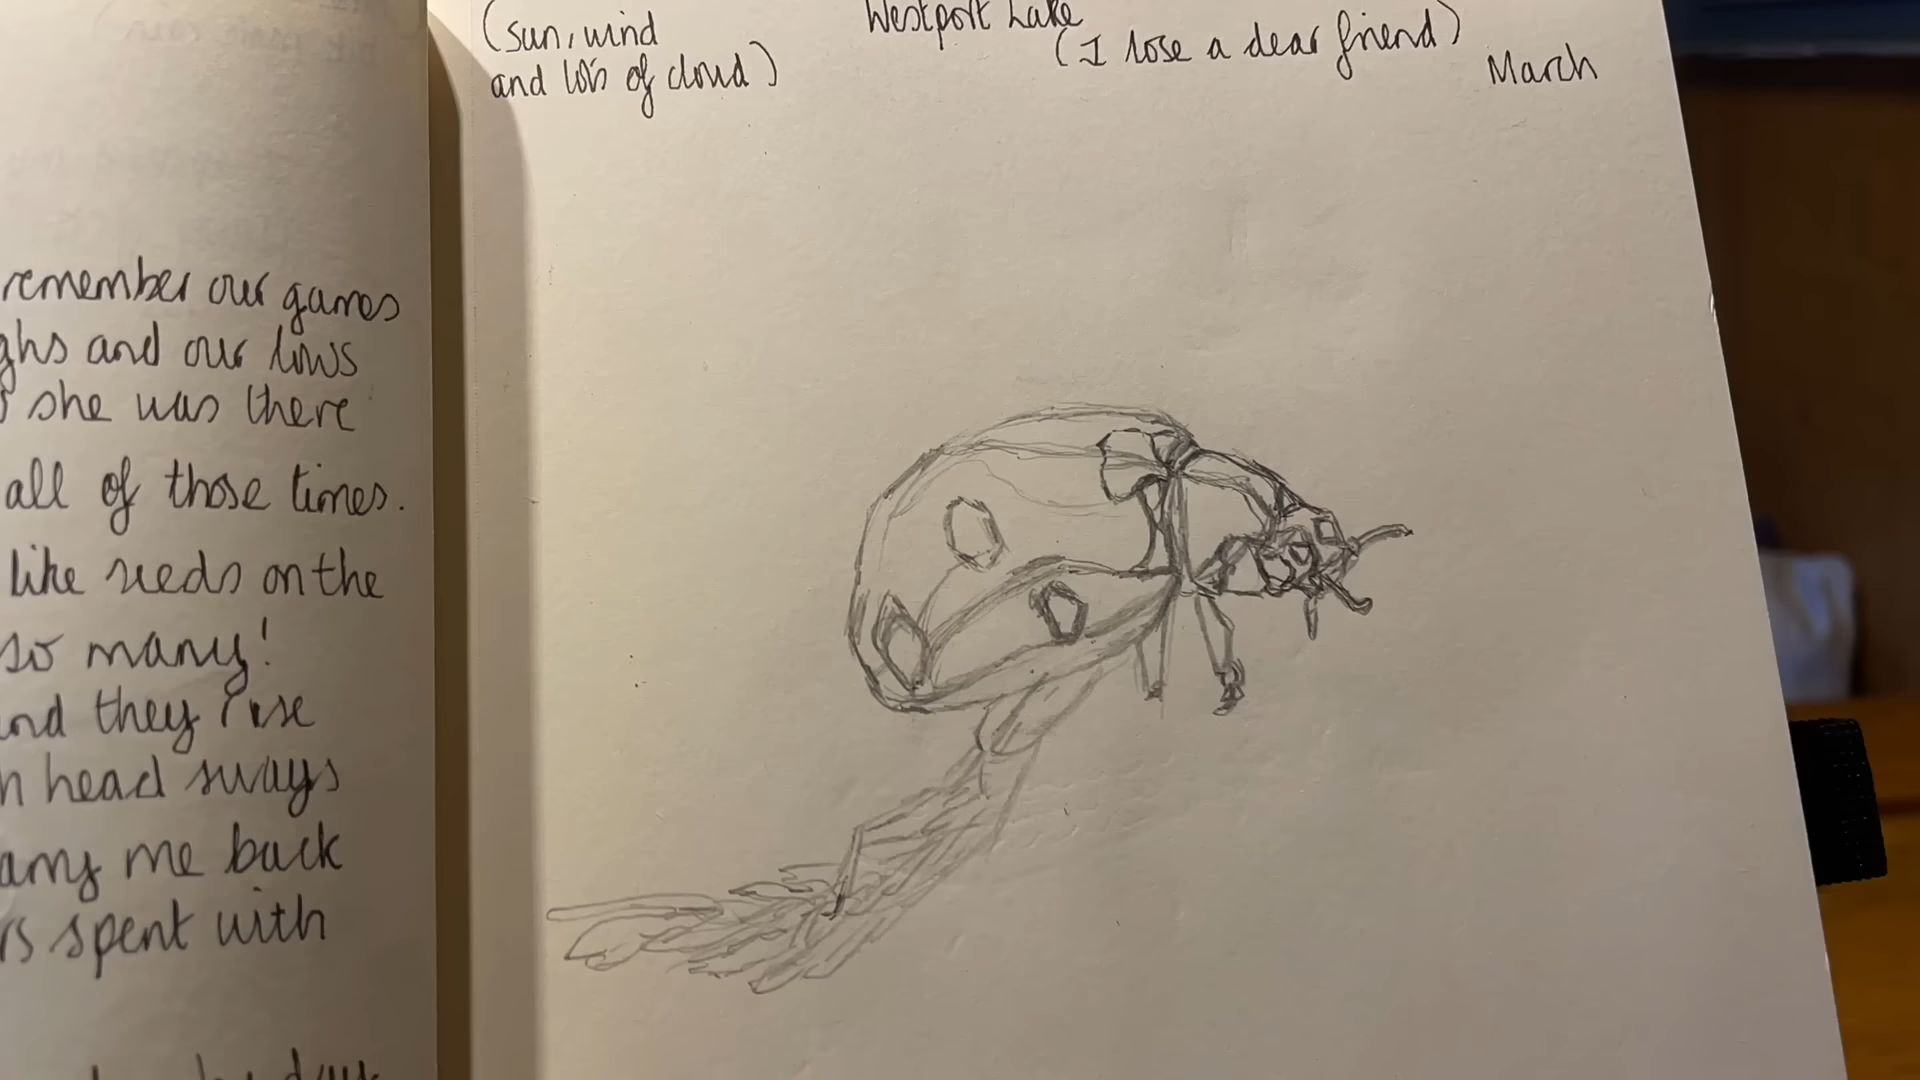 remember our games
ghs and our lows
she was there
all of those times.
like reeds on the
so many!
and they rise
head sways
me back
rs spent with
(sun, wind
and lots of cloud)
Westport Lake
(I lose a dear friend)
March